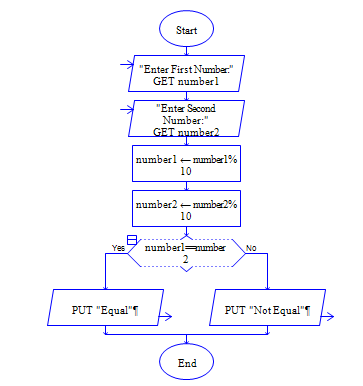 Start
"Enter First Number:"
GET number1
"Enter Second
Number:"
GET number2
number1 ← number1%
10
number2 ← number2%
10
Yes
number1==number
2
No
PUT "Equal"¶
PUT "Not Equal"¶
End